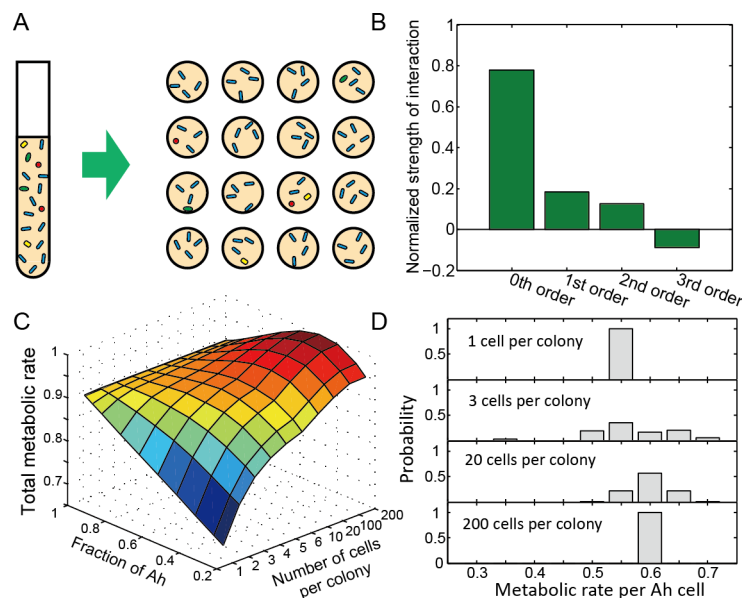 A
B
Normalized strength of interaction
1
0.8
0.6
0.4
0.2
0
−0.2
0th order
1st order
2nd order
3rd order
C
Total metabolic rate
1
0.9
0.8
0.7
1
0.8
0.6
0.4
0.2
Fraction of Ah
1
2
3
4
5
6
10
20
100
200
Number of cells
per colony
D
Probability
1
0.5
1 cell per colony
1
0.5
3 cells per colony
1
0.5
20 cells per colony
1
0.5
0
200 cells per colony
0.3
0.4
0.5
0.6
0.7
Metabolic rate per Ah cell